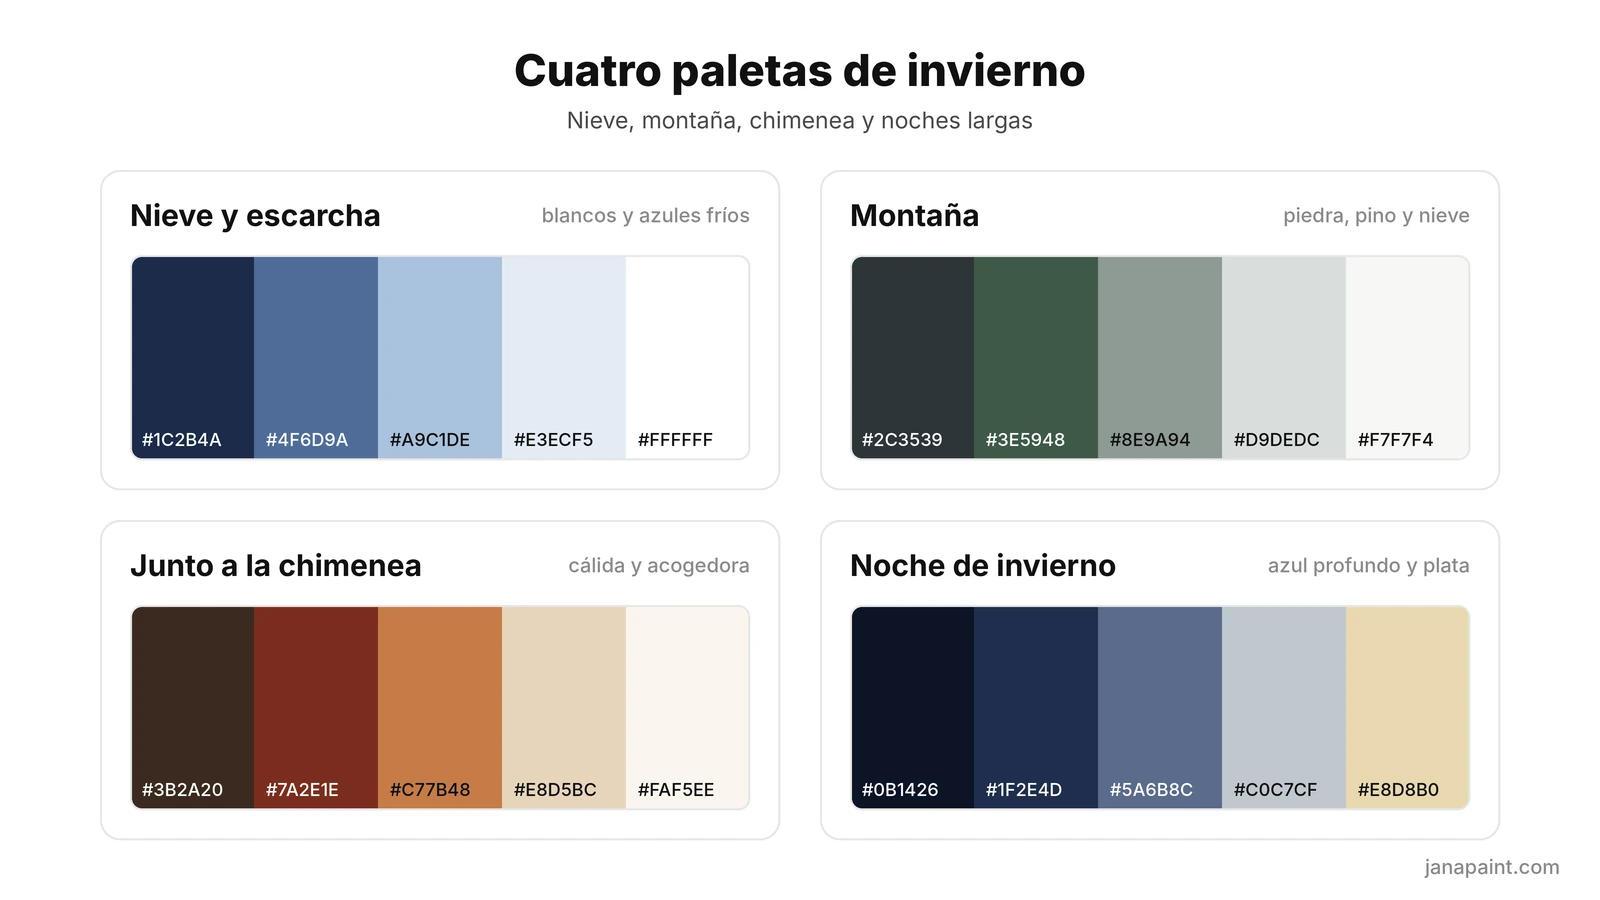 Cuatro paletas de invierno
Nieve, montaña, chimenea y noches largas
Nieve y escarcha
blancos y azules fríos
#1C2B4A
#4F6D9A
#A9C1DE
#E3ECF5
#FFFFFF
Montaña
piedra, pino y nieve
#2C3539
#3E5948
#8E9A94
#D9DEDC
#F7F7F4
Junto a la chimenea
cálida y acogedora
#3B2A20
#7A2E1E
#C77B48
#E8D5BC
#FAF5EE
Noche de invierno
azul profundo y plata
#0B1426
#1F2E4D
#5A6B8C
#C0C7CF
#E8D8B0
janapaint.com